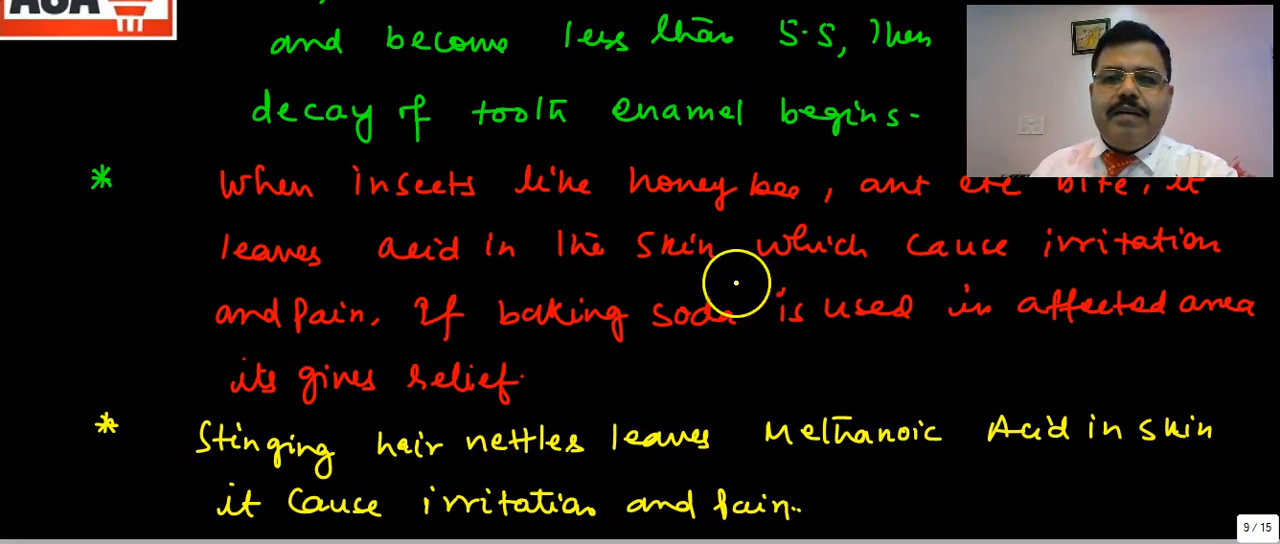 and become less than 5.5, Then
decay of tooth enamel begins.
* When insects like honey bee, ant etc bite, it
leaves acid in the skin which cause irritation
and Pain. If baking soda is used in affected area
its gives relief.
* Stinging hair nettles leaves Methanoic Acid in skin
it cause irritation and Pain..
9 / 15